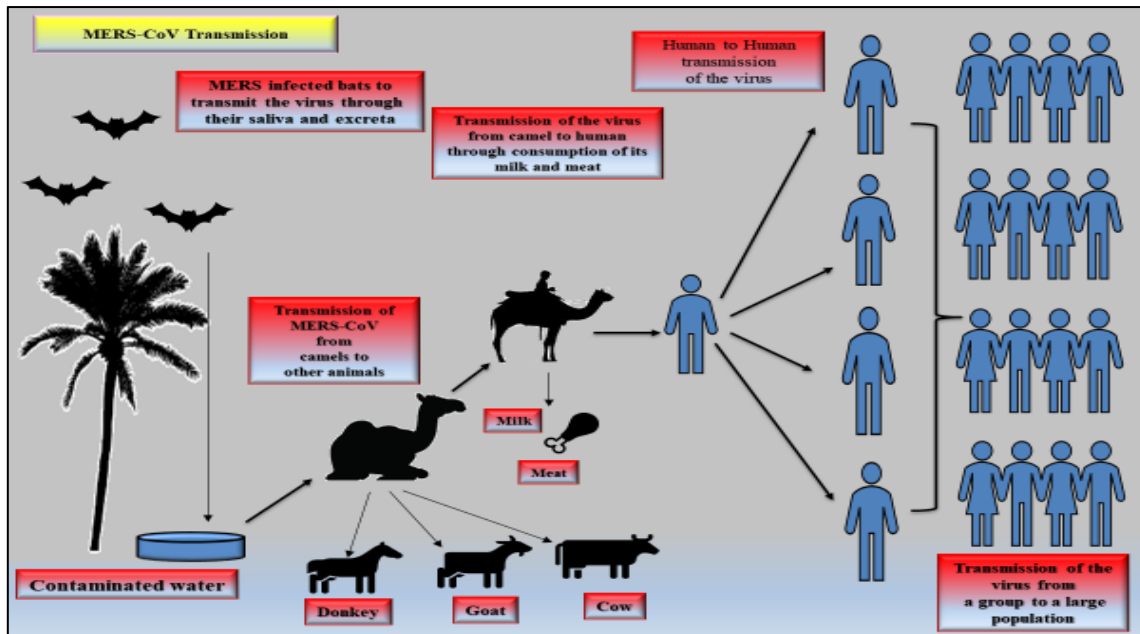 MERS-CoV Transmission
MERS infected bats to
transmit the virus through
their saliva and excreta
Transmission of the virus
from camel to human
through consumption of its
milk and meat
Human to Human
transmission
of the virus
Transmission of
MERS-CoV
from
camels to
other animals
Milk
Meat
Contaminated water
Donkey
Goat
Cow
Transmission of the
virus from
a group to a large
population